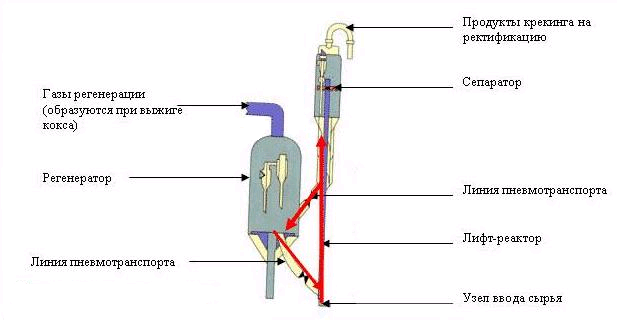 Продукты крекинга на
ректификацию
Сепаратор
Газы регенерации
(образуются при выжиге
кокса)
Регенератор
Линия пневмотранспорта
Лифт-реактор
Линия пневмотранспорта
Узел ввода сырья